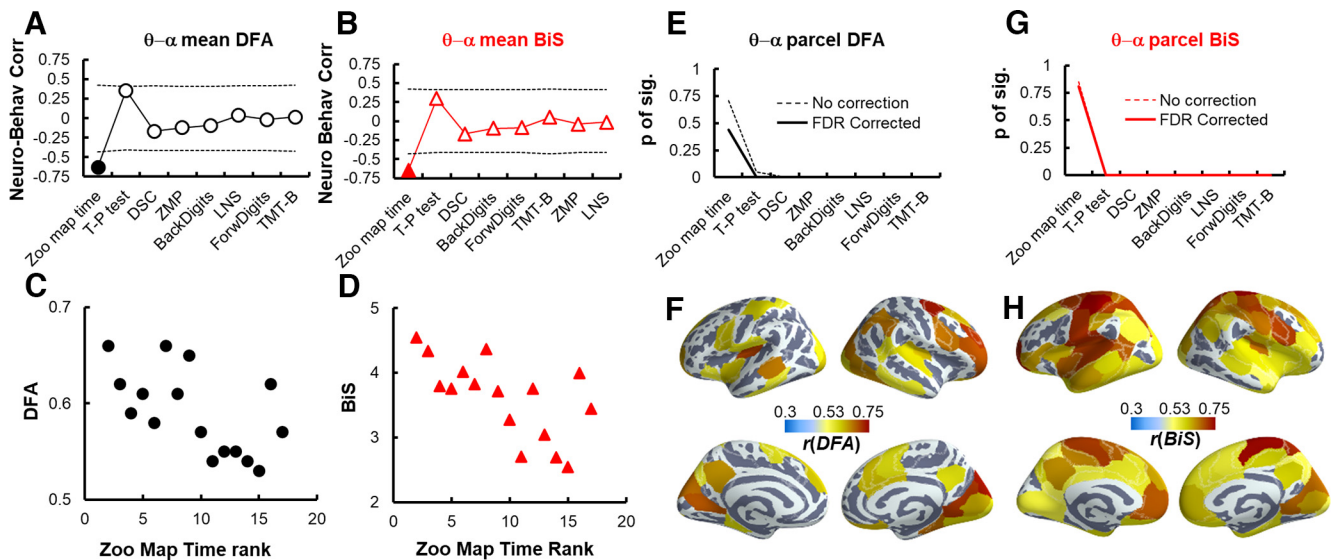 A
θ–α mean DFA
Neuro-Behav Corr
0.75
0.5
0.25
0
-0.25
-0.5
-0.75
Zoo map time
T-P test
DSC
ZMP
BackDigits
LNS
ForwDigits
TMT-B
B
θ–α mean BiS
Neuro Behav Corr
0.75
0.5
0.25
0
-0.25
-0.5
-0.75
Zoo map time
T-P test
DSC
BackDigits
ForwDigits
TMT-B
ZMP
LNS
E
θ–α parcel DFA
p of sig.
1
0.75
0.5
0.25
0
No correction
FDR Corrected
Zoo map time
T-P test
DSC
ZMP
BackDigits
LNS
ForwDigits
TMT-B
G
θ–α parcel BiS
p of sig.
1
0.75
0.5
0.25
0
No correction
FDR Corrected
Zoo map time
T-P test
DSC
ZMP
BackDigits
LNS
ForwDigits
TMT-B
C
DFA
0.7
0.6
0.5
0 5 10 15 20
Zoo Map Time rank
D
BiS
5
4
3
2
0 5 10 15 20
Zoo Map Time Rank
F
0.3 0.53 0.75
r(DFA)
H
0.3 0.53 0.75
r(BiS)